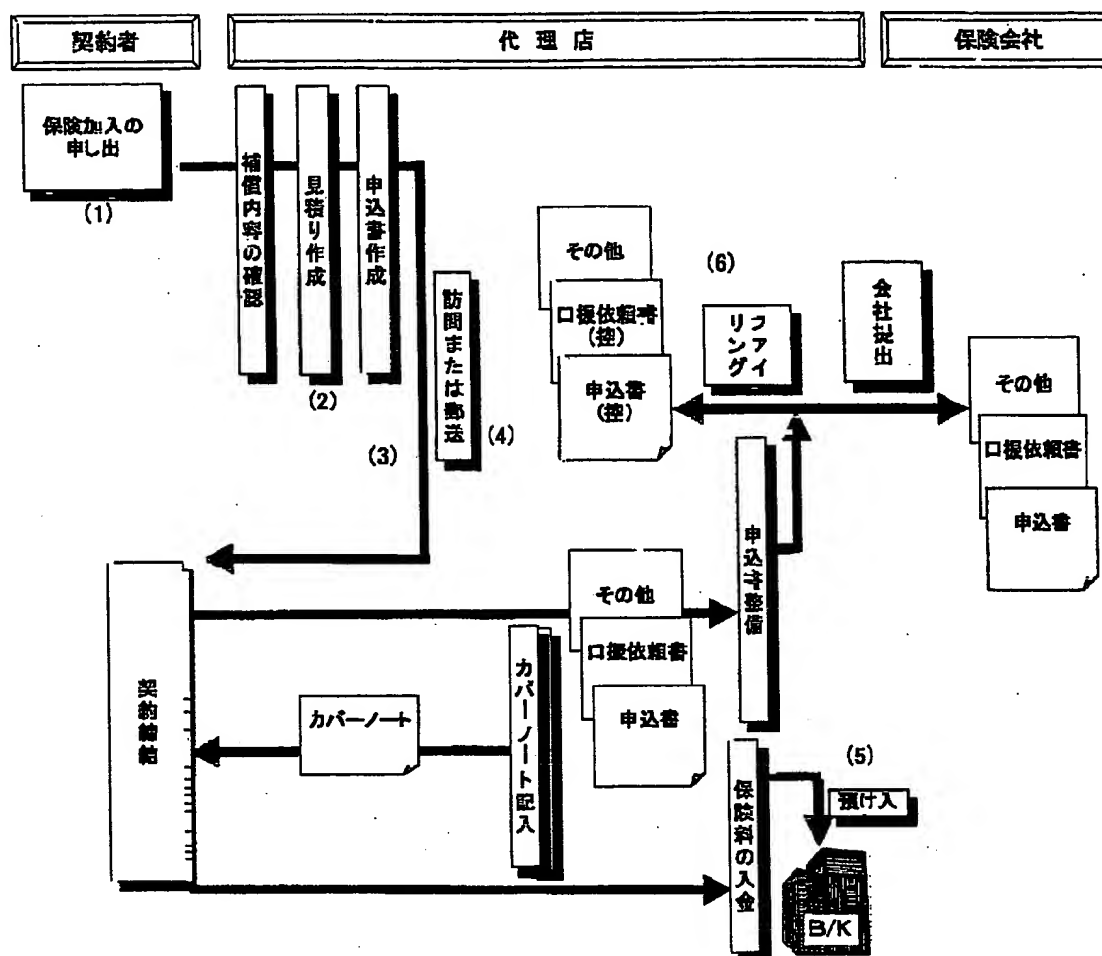 契約者
代理店
保険会社
保険加入の
申し出
(1)
補償内容の確認
見積り作成
(2)
申込書作成
(3)
訪問または郵送
(4)
その他
口振依頼書
(控)
申込書
(控)
(6)
ファイ
リング
会社提出
その他
口振依頼書
申込書
契約締結
その他
口振依頼書
申込書
申込書整備
カバーノート
カバーノート記入
保険料の入金
(5)
預け入
B/K